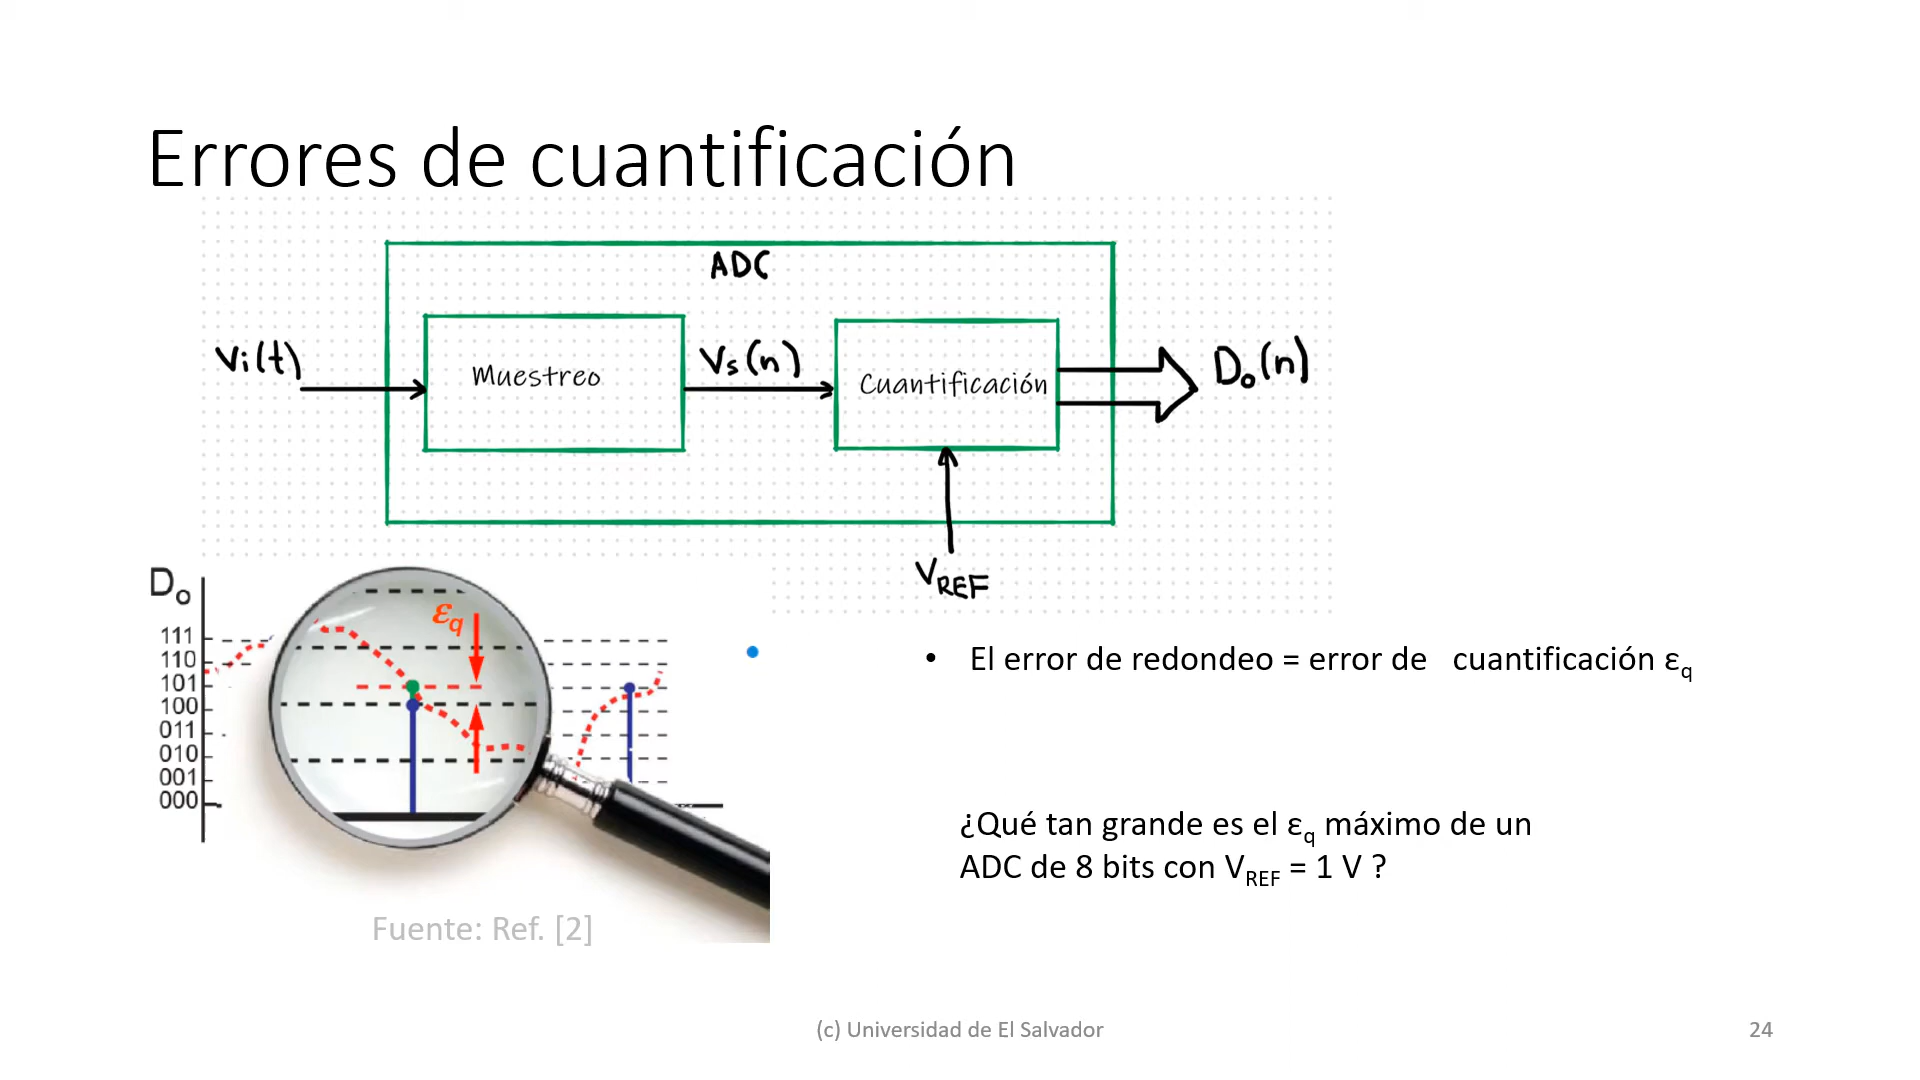 Errores de cuantificación
ADC
Vi(t)
Muestreo
Vs(n)
Cuantificación
Do(n)
VREF
Do
εq
111
110
101
100
011
010
001
000
• El error de redondeo = error de cuantificación εq
¿Qué tan grande es el εq máximo de un
ADC de 8 bits con VREF = 1 V ?
Fuente: Ref. [2]
(c) Universidad de El Salvador
24